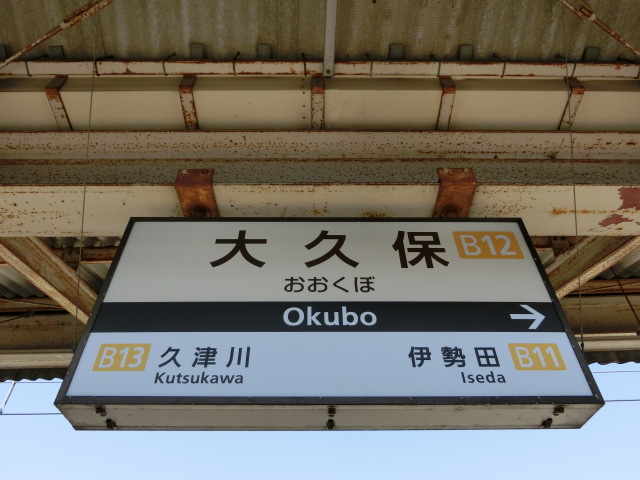 大久保 B12
おおくぼ
Okubo →
B13 久津川 伊勢田 B11
Kutsukawa Iseda